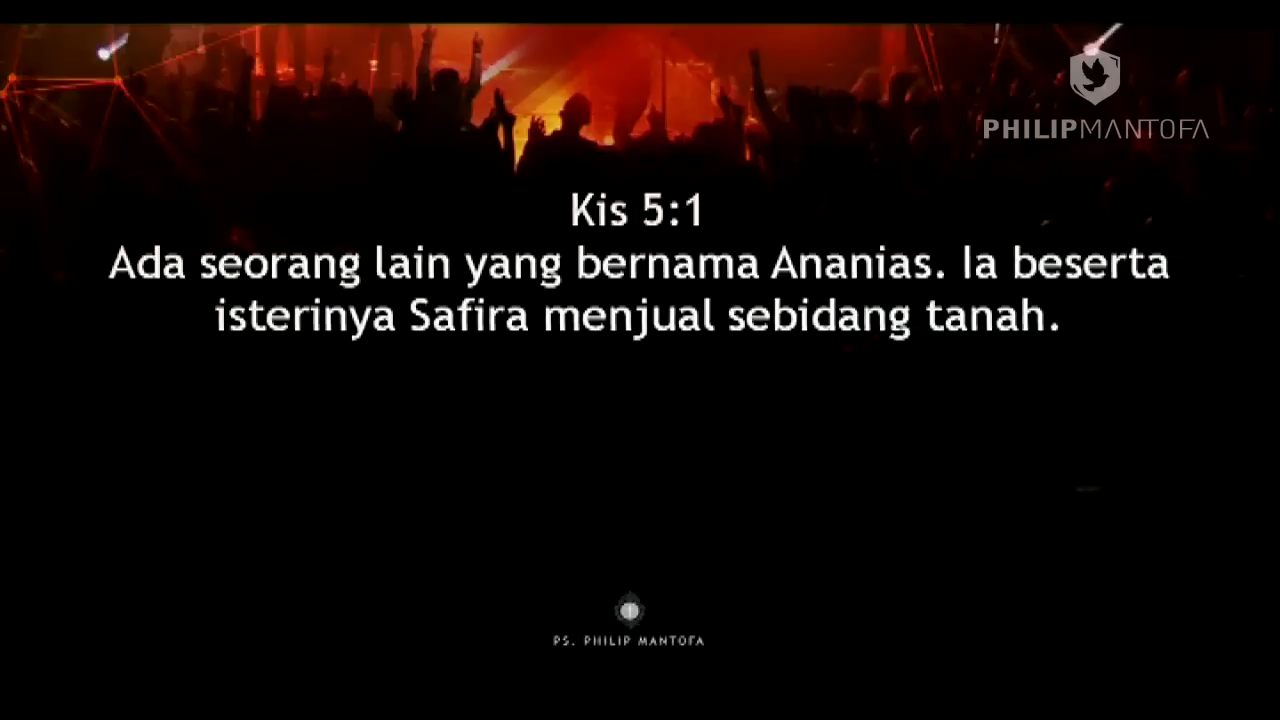 PHILIPMANTOFA
Kis 5:1
Ada seorang lain yang bernama Ananias. Ia beserta
isterinya Safira menjual sebidang tanah.
PS. PHILIP MANTOFA